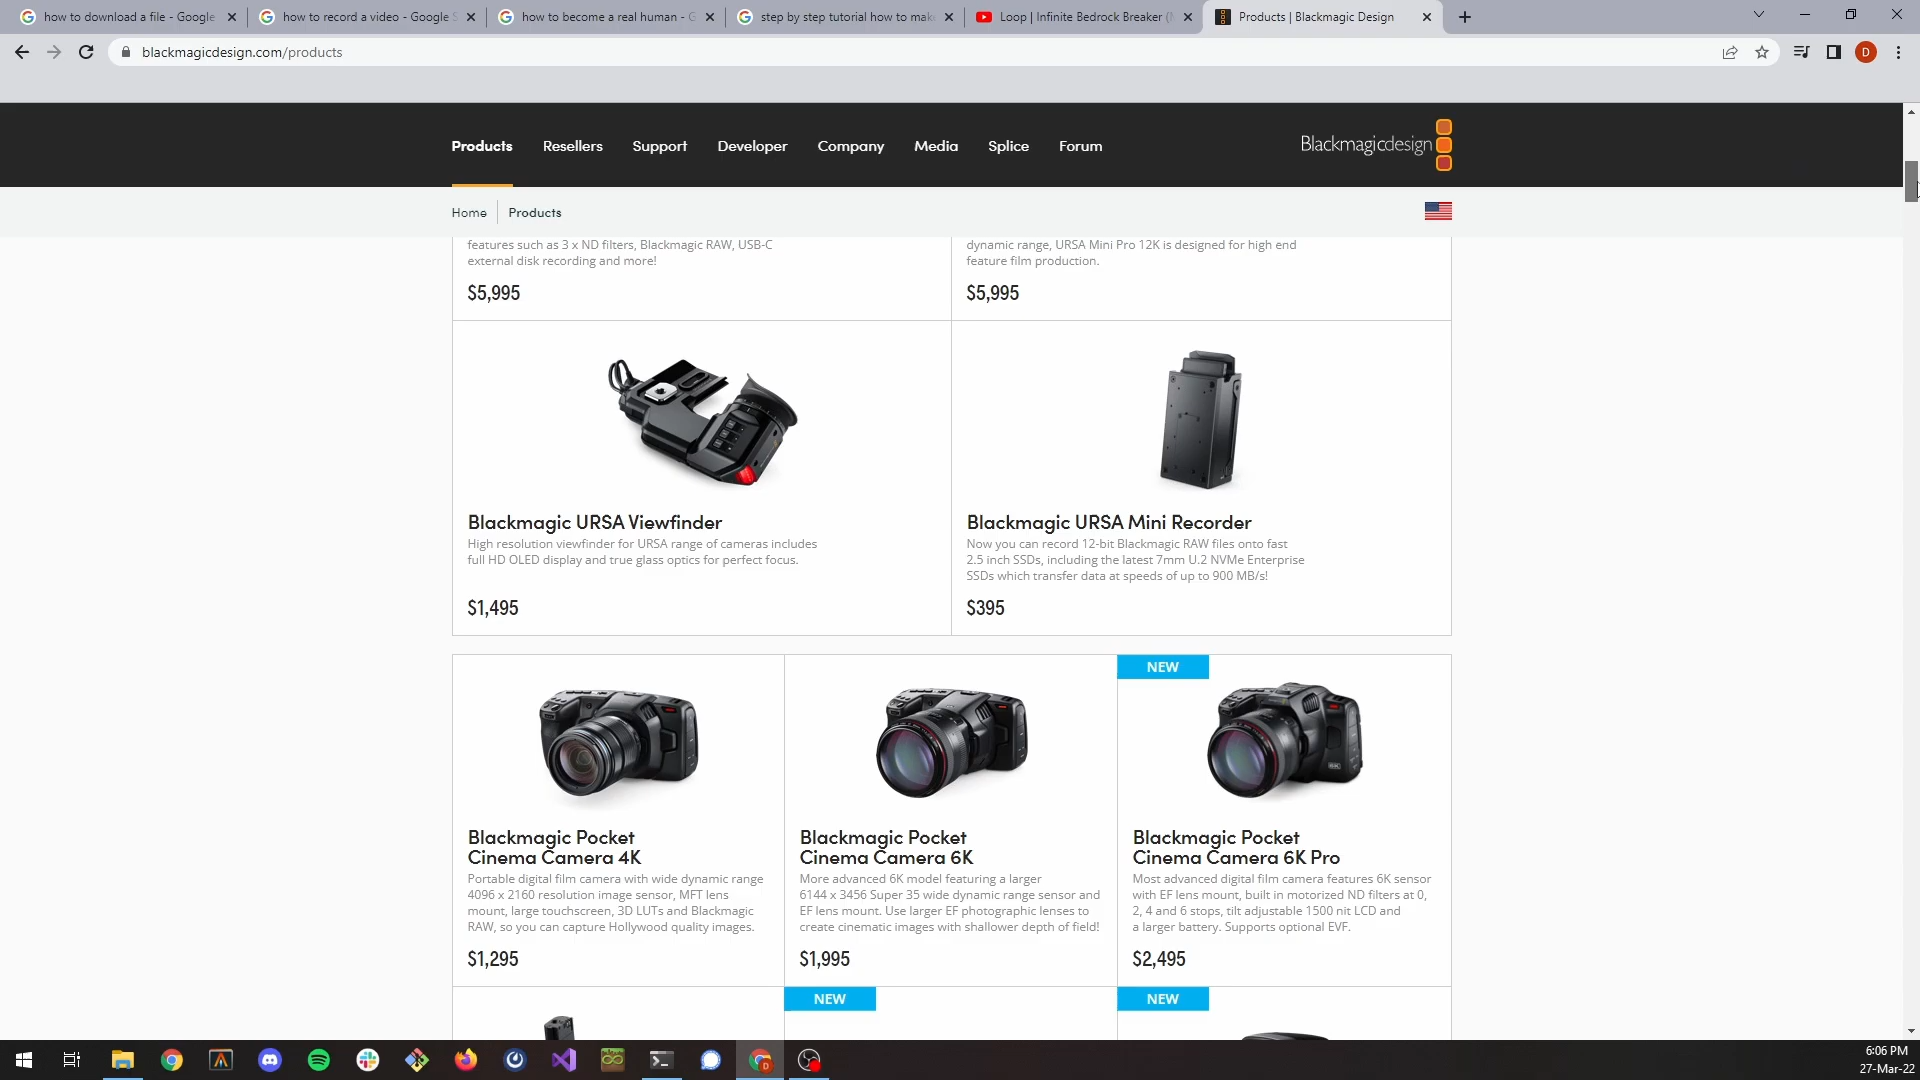 how to download a file - Google
how to record a video - Google S
how to become a real human - G
step by step tutorial how to mak
Loop | Infinite Bedrock Breaker (N
Products | Blackmagic Design
blackmagicdesign.com/products
D
Products
Resellers
Support
Developer
Company
Media
Splice
Forum
Blackmagicdesign
Home
Products
features such as 3 x ND filters, Blackmagic RAW, USB-C
external disk recording and more!
$5,995
dynamic range, URSA Mini Pro 12K is designed for high end
feature film production.
$5,995
Blackmagic URSA Viewfinder
High resolution viewfinder for URSA range of cameras includes
full HD OLED display and true glass optics for perfect focus.
$1,495
Blackmagic URSA Mini Recorder
Now you can record 12-bit Blackmagic RAW files onto fast
2.5 inch SSDs, including the latest 7mm U.2 NVMe Enterprise
SSDs which transfer data at speeds of up to 900 MB/s!
$395
Blackmagic Pocket
Cinema Camera 4K
Portable digital film camera with wide dynamic range
4096 x 2160 resolution image sensor, MFT lens
mount, large touchscreen, 3D LUTs and Blackmagic
RAW, so you can capture Hollywood quality images.
$1,295
Blackmagic Pocket
Cinema Camera 6K
More advanced 6K model featuring a larger
6144 x 3456 Super 35 wide dynamic range sensor and
EF lens mount. Use larger EF photographic lenses to
create cinematic images with shallower depth of field!
$1,995
NEW
Blackmagic Pocket
Cinema Camera 6K Pro
Most advanced digital film camera features 6K sensor
with EF lens mount, built in motorized ND filters at 0,
2, 4 and 6 stops, tilt adjustable 1500 nit LCD and
a larger battery. Supports optional EVF.
$2,495
NEW
NEW
6:06 PM
27-Mar-22